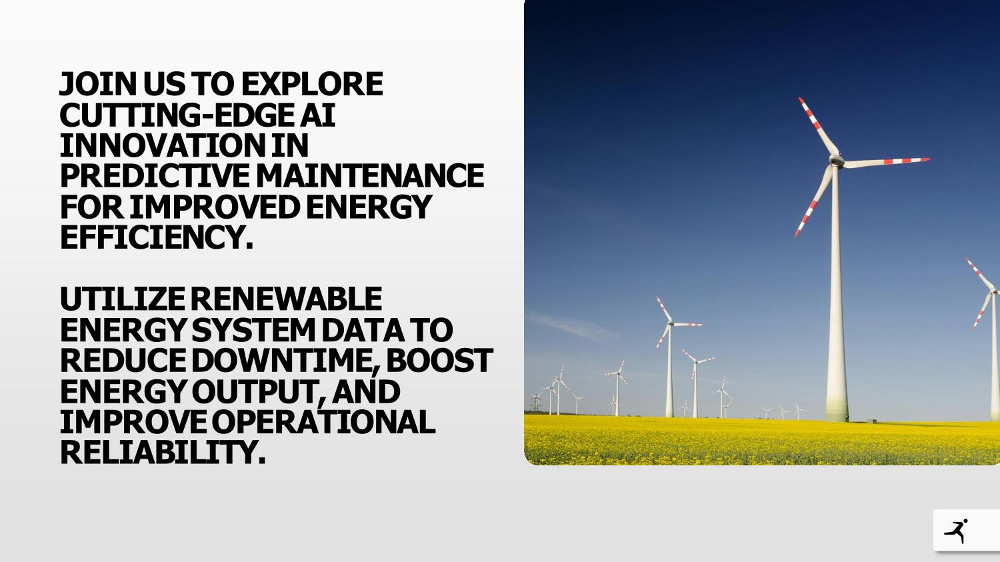 JOIN US TO EXPLORE
CUTTING-EDGE AI
INNOVATION IN
PREDICTIVE MAINTENANCE
FOR IMPROVED ENERGY
EFFICIENCY.
UTILIZE RENEWABLE
ENERGY SYSTEM DATA TO
REDUCE DOWNTIME, BOOST
ENERGY OUTPUT, AND
IMPROVE OPERATIONAL
RELIABILITY.